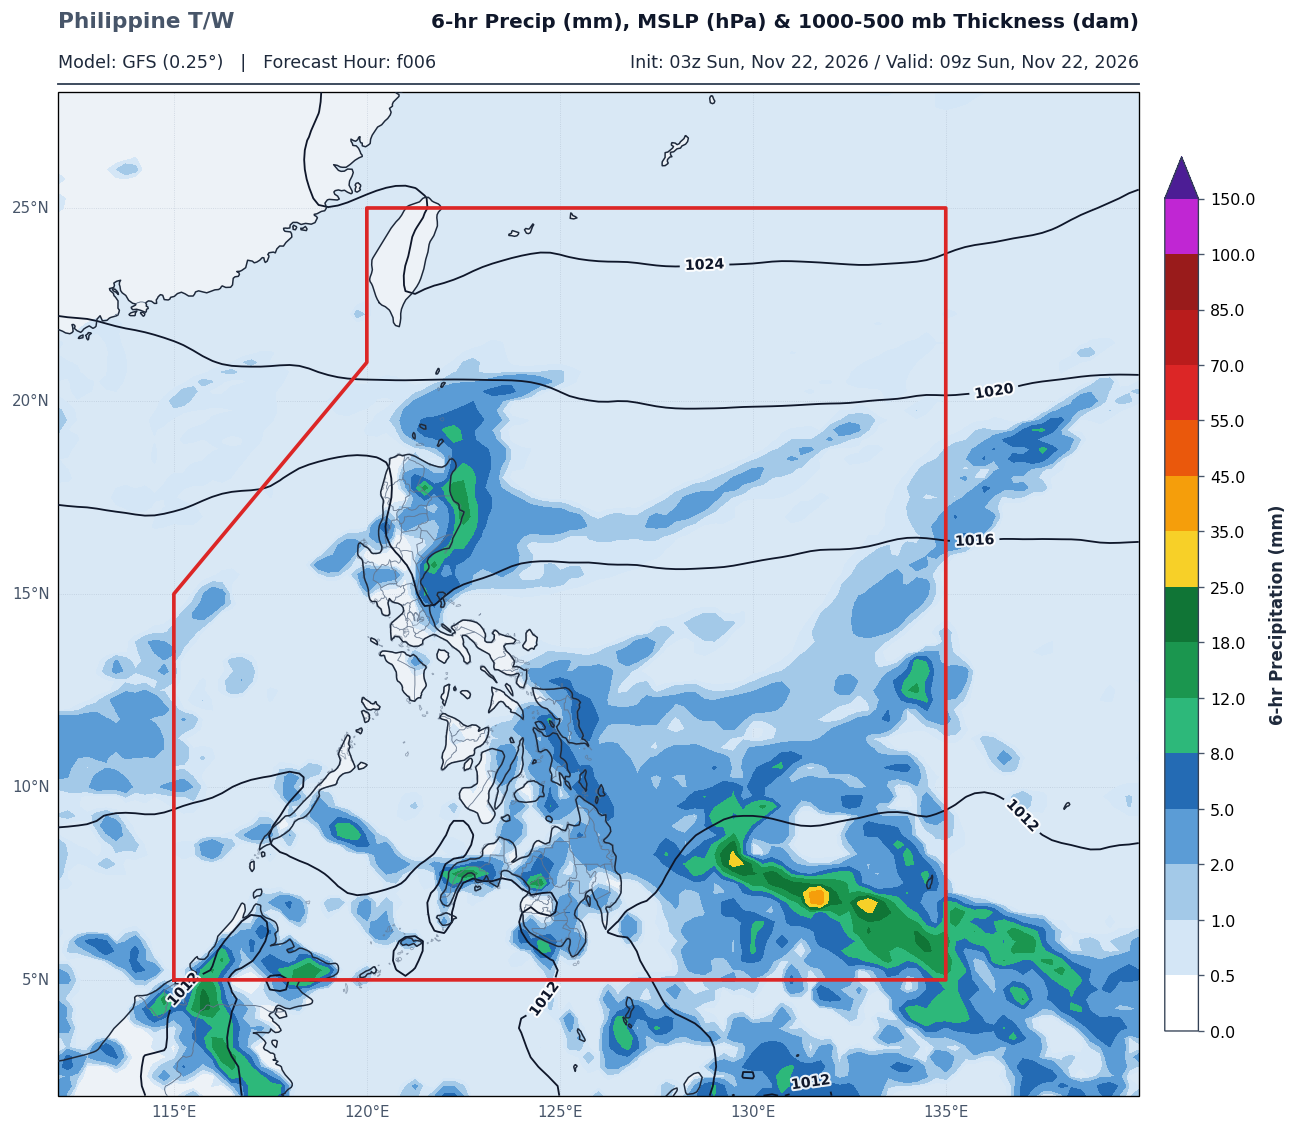 Philippine T/W
6-hr Precip (mm), MSLP (hPa) & 1000-500 mb Thickness (dam)
Model: GFS (0.25°) | Forecast Hour: f006
Init: 03z Sun, Nov 22, 2026 / Valid: 09z Sun, Nov 22, 2026
25°N
20°N
15°N
10°N
5°N
115°E
120°E
125°E
130°E
135°E
1024
1020
1016
1012
1012
1012
1012
150.0
100.0
85.0
70.0
55.0
45.0
35.0
25.0
18.0
12.0
8.0
5.0
2.0
1.0
0.5
0.0
6-hr Precipitation (mm)